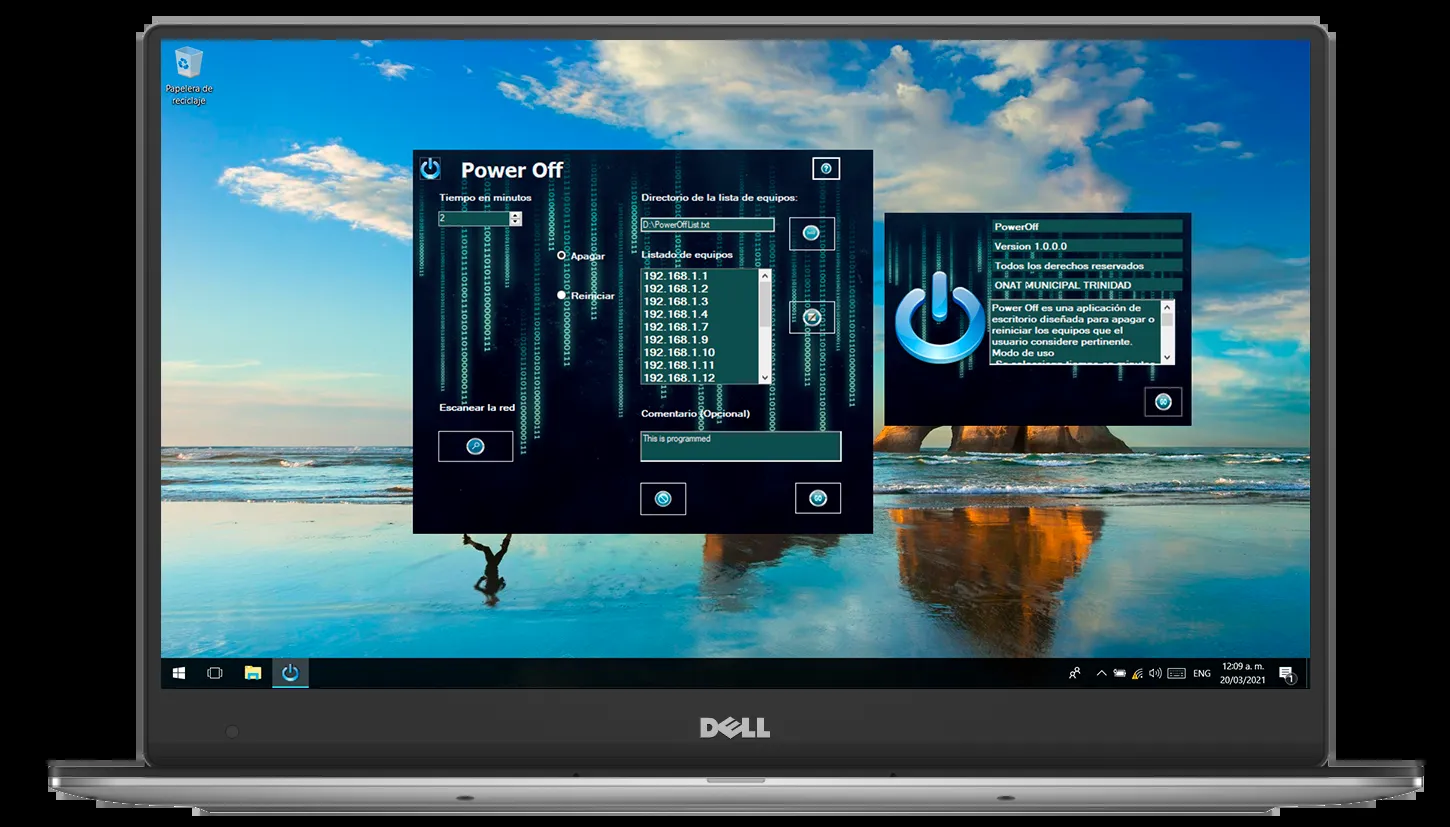 Papelera de
reciclaje
Power Off
Tiempo en minutos
2
Apagar
Reiniciar
Escanear la red
Directorio de la lista de equipos:
D:\PowerOffList.txt
Listado de equipos
192.168.1.1
192.168.1.2
192.168.1.3
192.168.1.4
192.168.1.7
192.168.1.9
192.168.1.10
192.168.1.11
192.168.1.12
Comentario (Opcional)
This is programmed
GO
PowerOff
Version 1.0.0.0
Todos los derechos reservados
ONAT MUNICIPAL TRINIDAD
Power Off es una aplicación de
escritorio diseñada para apagar o
reiniciar los equipos que el
usuario considere pertinente.
Modo de uso
GO
ENG
12:09 a. m.
20/03/2021
1
DELL